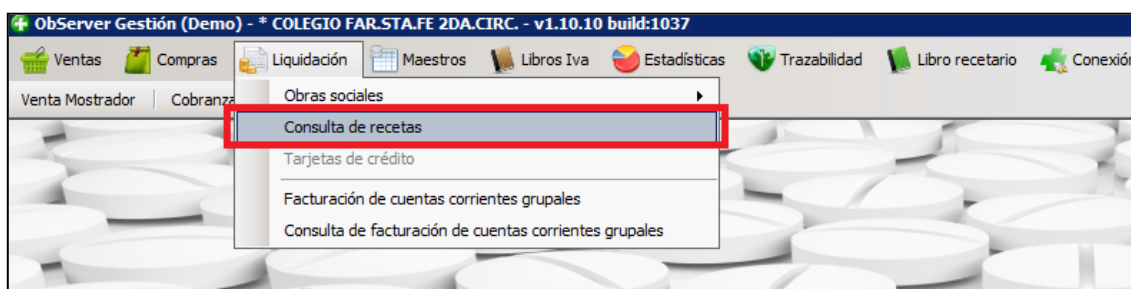 ObServer Gestión (Demo) - * COLEGIO FAR.STA.FE 2DA.CIRC. - v1.10.10 build:1037
Ventas Compras Liquidación Maestros Libros Iva Estadísticas Trazabilidad Libro recetario Conexión
Venta Mostrador Cobranza
Obras sociales
Consulta de recetas
Tarjetas de crédito
Facturación de cuentas corrientes grupales
Consulta de facturación de cuentas corrientes grupales